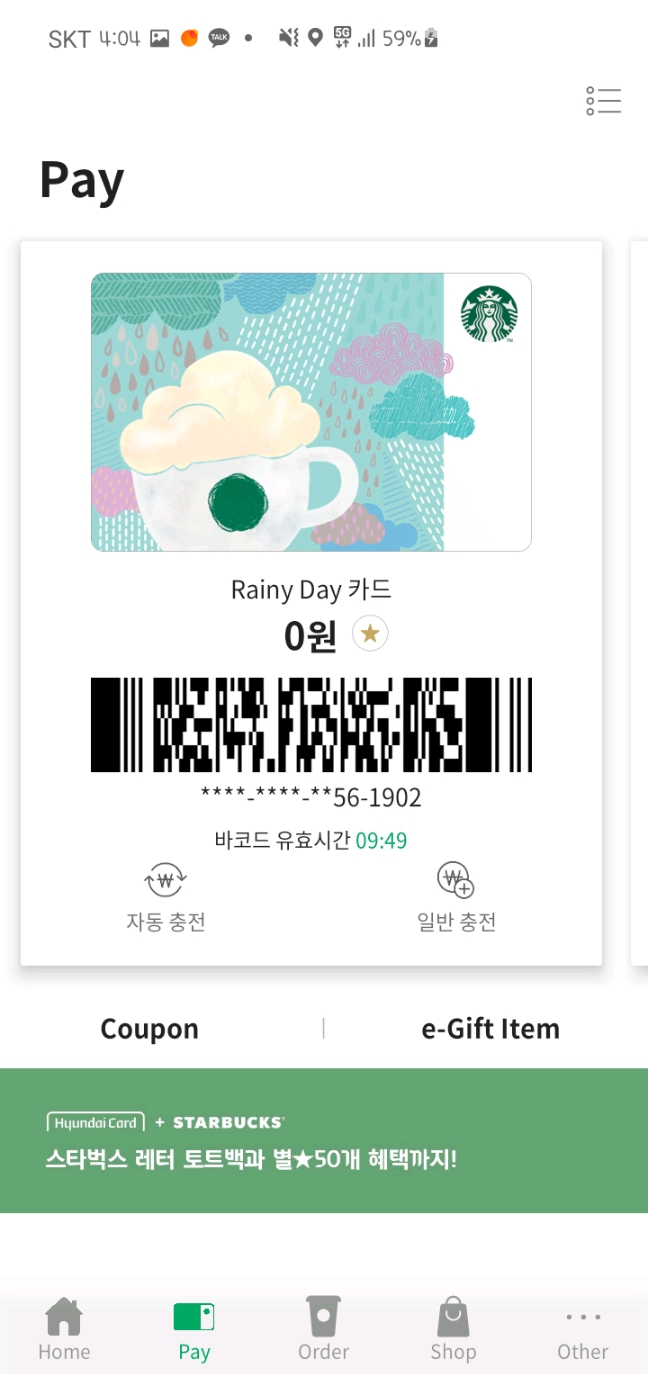 SKT 4:04 TALK 5G 59%
Pay
Rainy Day 카드
0원
****-****-**56-1902
바코드 유효시간 09:49
자동 충전 일반 충전
Coupon | e-Gift Item
Hyundai Card + STARBUCKS
스타벅스 레터 토트백과 별★50개 혜택까지!
Home Pay Order Shop Other